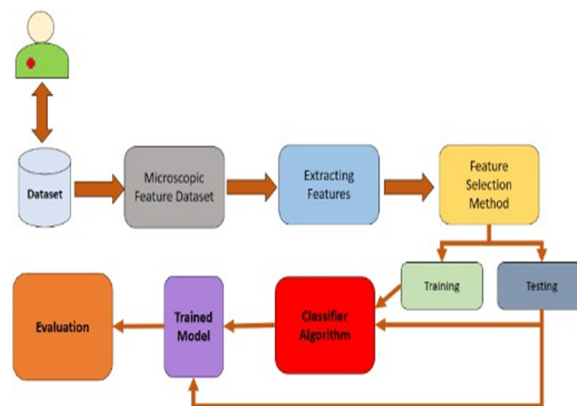 Dataset
Microscopic
Feature Dataset
Extracting
Features
Feature
Selection
Method
Training
Testing
Evaluation
Trained
Model
Classifier
Algorithm